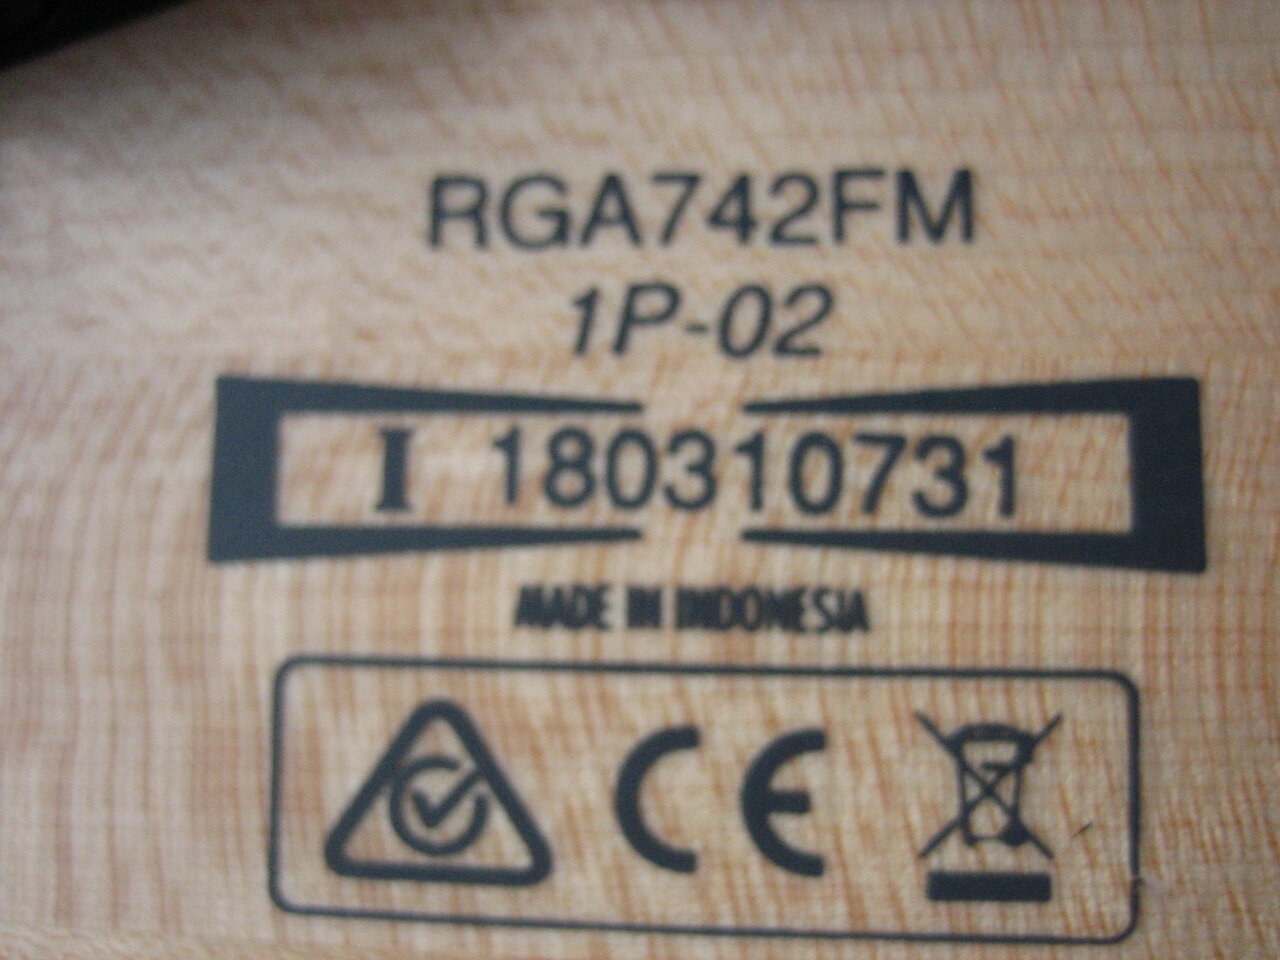 RGA742FM
1P-02
I 180310731
MADE IN INDONESIA
CE